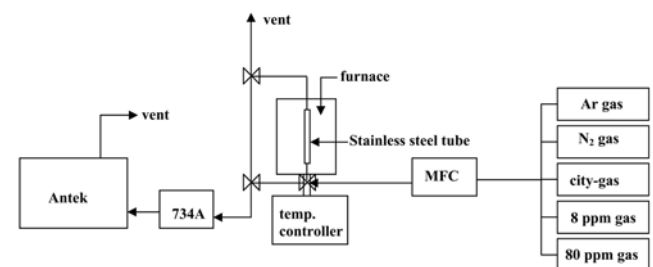 vent
furnace
Ar gas
vent
N₂ gas
Stainless steel tube
Antek
734A
MFC
city-gas
temp.
controller
8 ppm gas
80 ppm gas